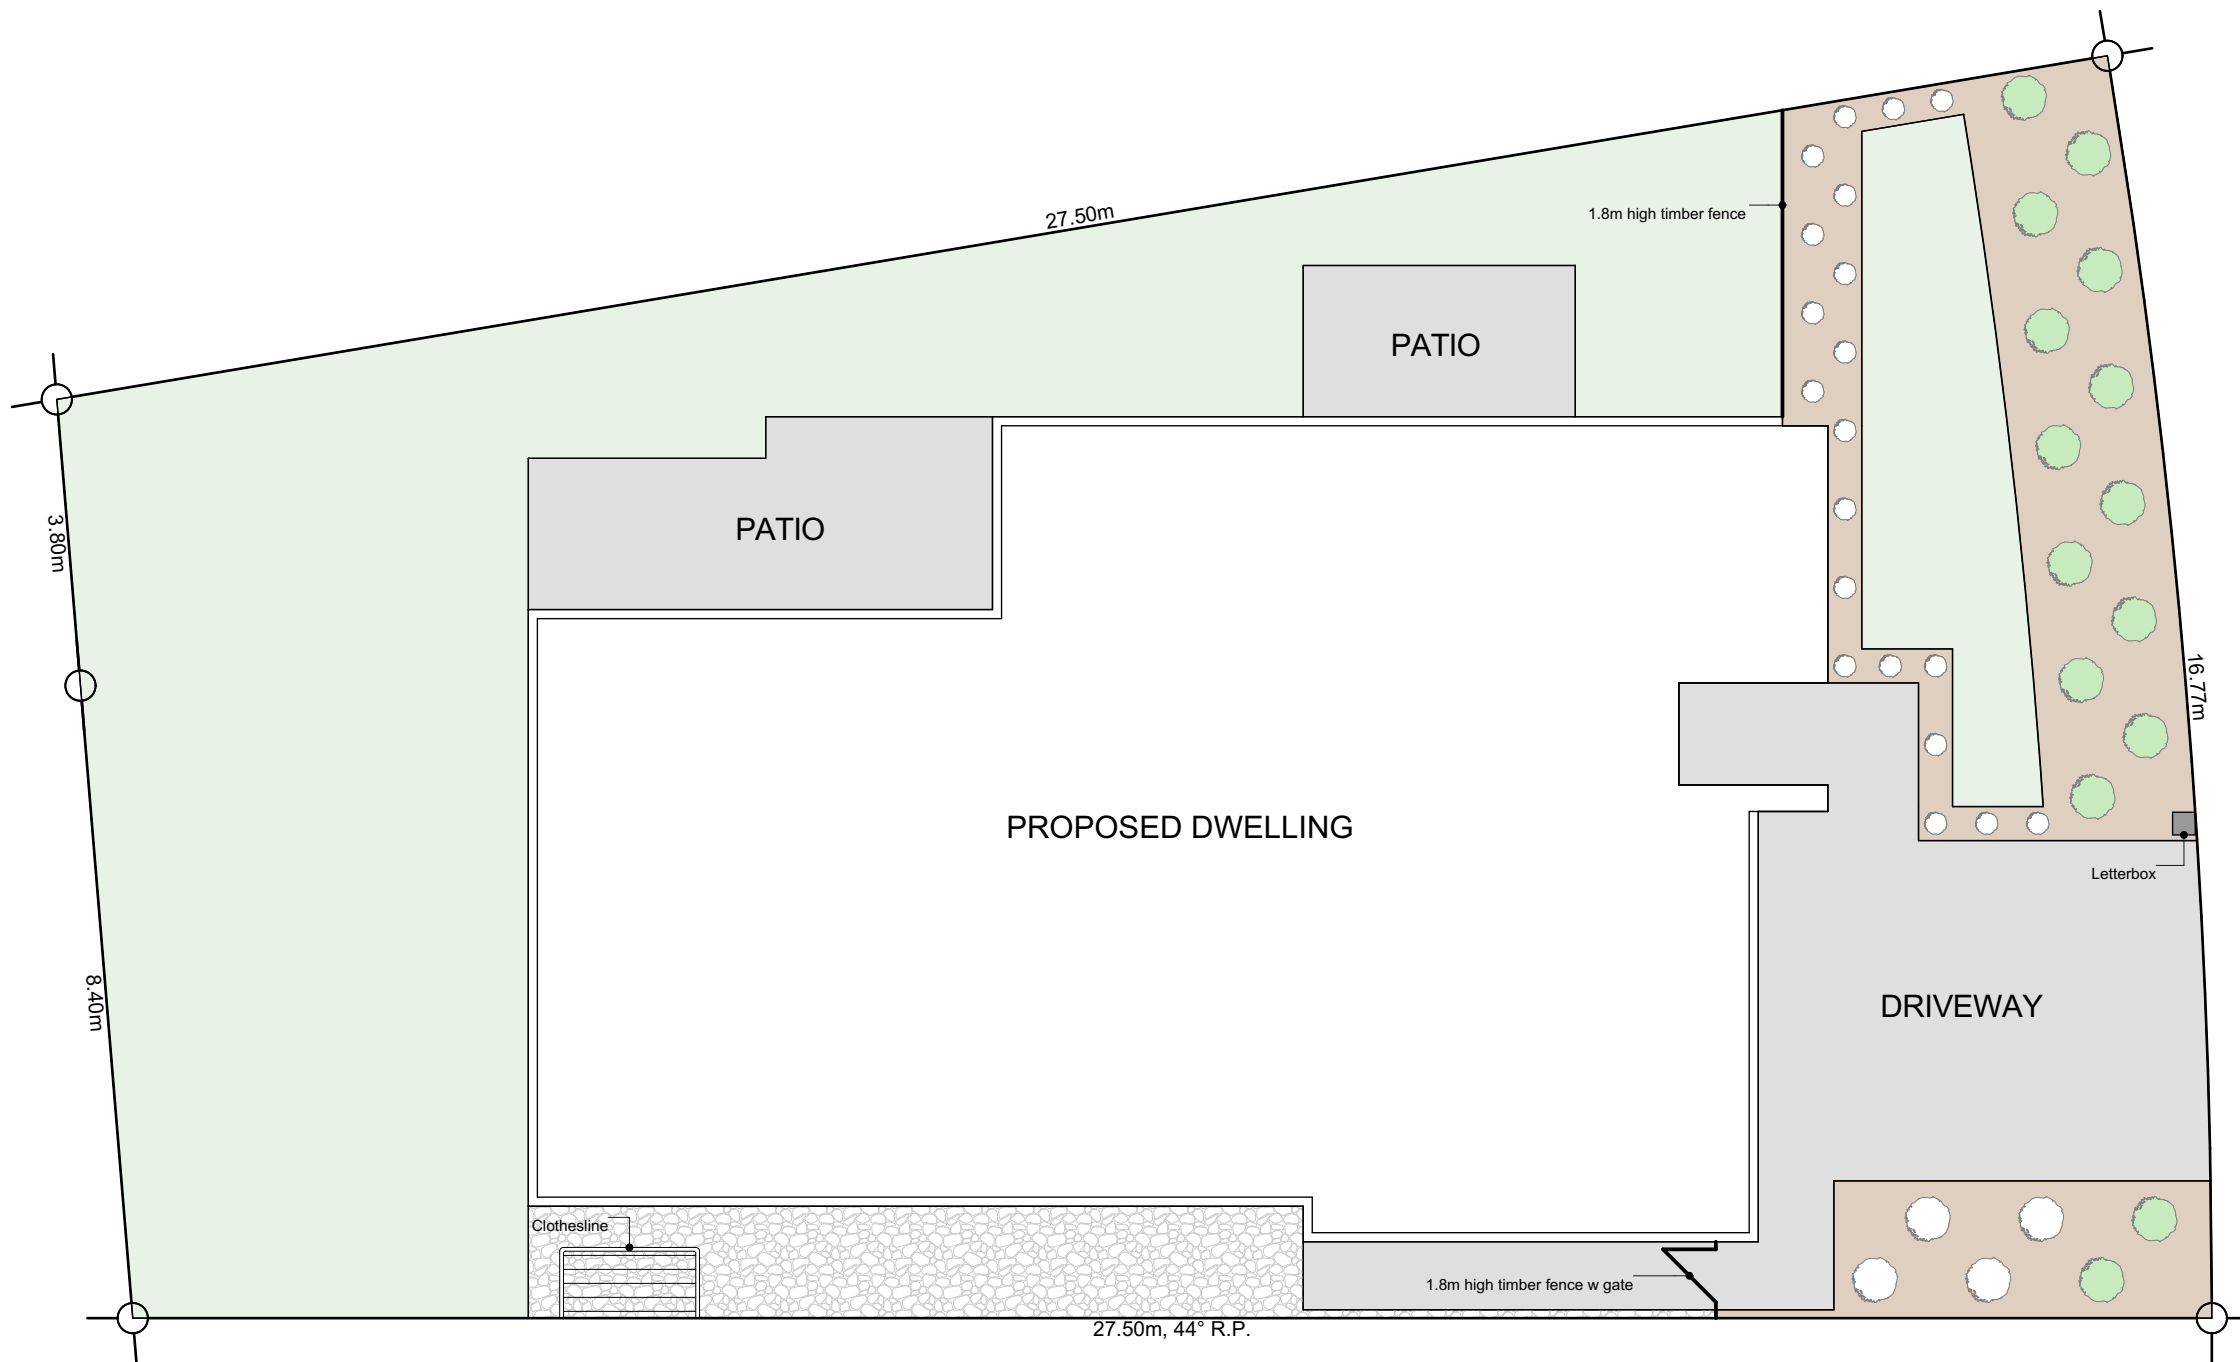 27.50m
1.8m high timber fence
PATIO
3.80m
PATIO
16.77m
PROPOSED DWELLING
Letterbox
8.40m
DRIVEWAY
Clothesline
1.8m high timber fence w gate
27.50m, 44° R.P.